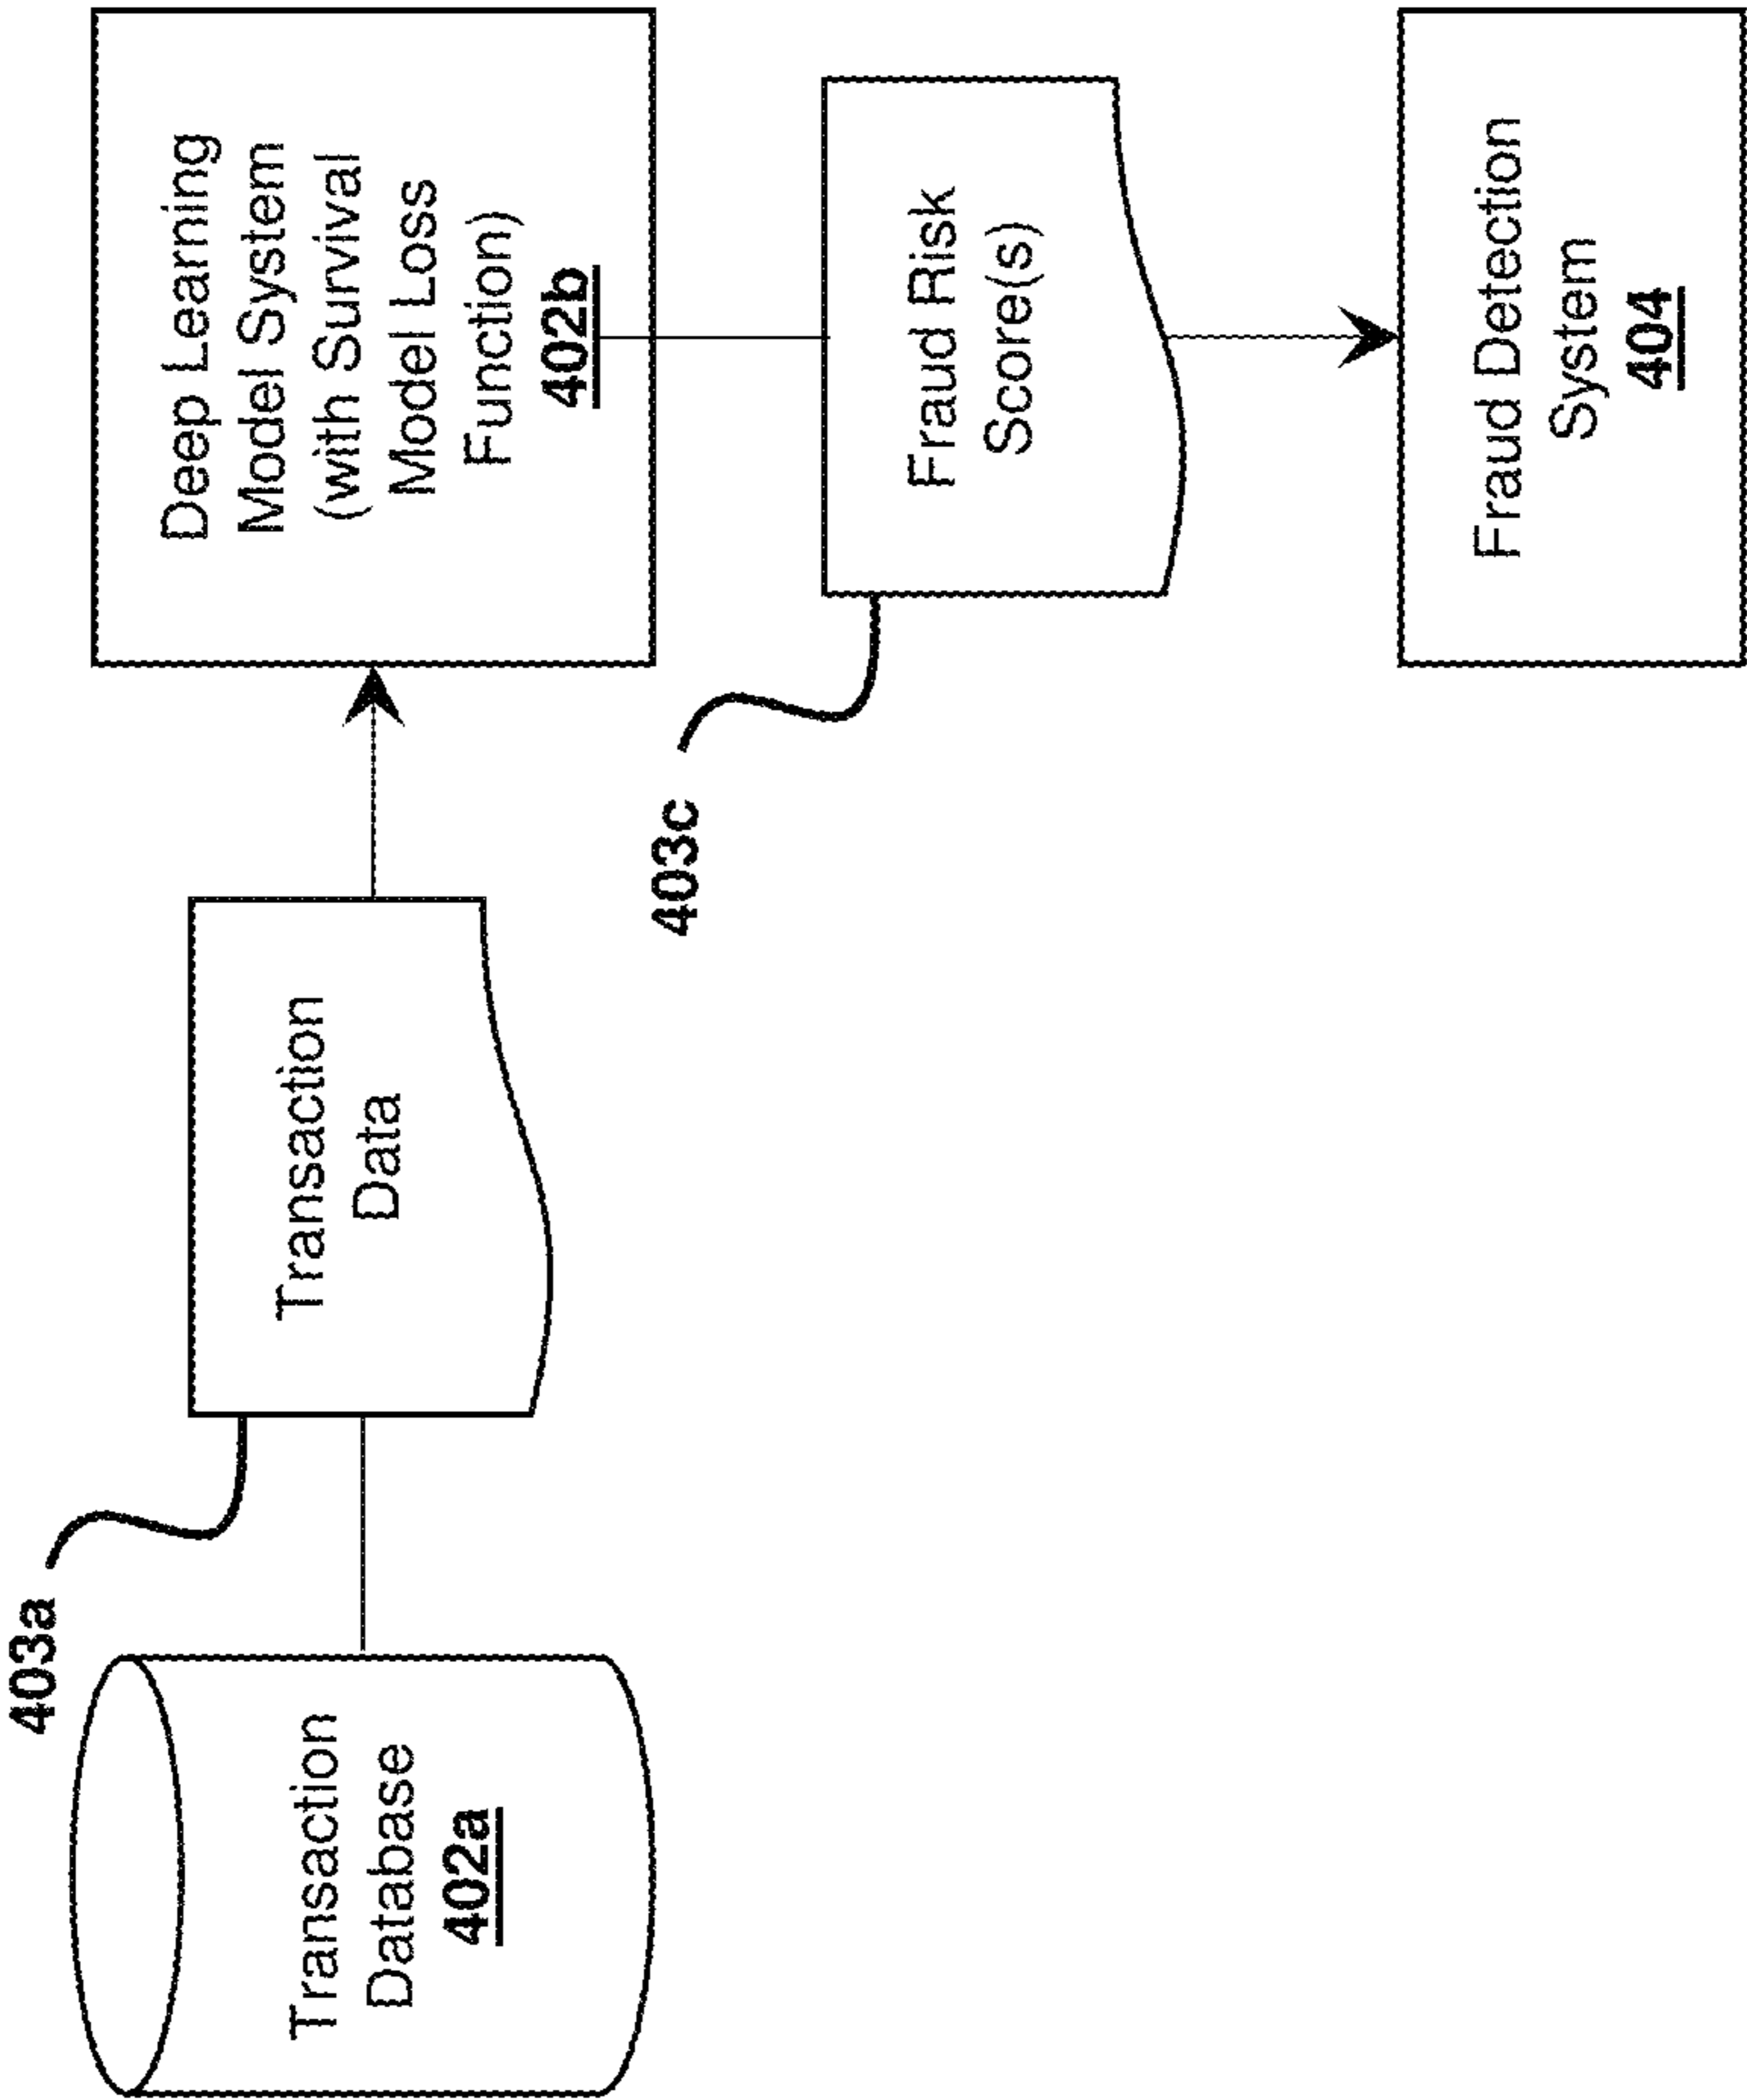 403a
Transaction
Database
402a
Transaction
Data
Deep Learning
Model System
(with Survival
Model Loss
Function)
402b
403c
Fraud Risk
Score(s)
Fraud Detection
System
404